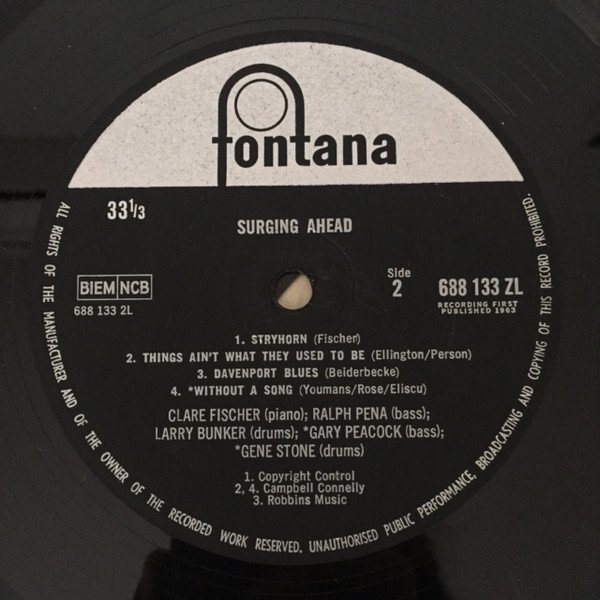 fontana
33 1/3
SURGING AHEAD
BIEM NCB
688 133 2L
Side
2
688 133 ZL
RECORDING FIRST
PUBLISHED 1963
1. STRYHORN (Fischer)
2. THINGS AIN'T WHAT THEY USED TO BE (Ellington/Person)
3. DAVENPORT BLUES (Beiderbecke)
4. *WITHOUT A SONG (Youmans/Rose/Eliscu)
CLARE FISCHER (piano); RALPH PENA (bass);
LARRY BUNKER (drums); *GARY PEACOCK (bass);
*GENE STONE (drums)
1. Copyright Control
2, 4. Campbell Connelly
3. Robbins Music
ALL RIGHTS OF THE MANUFACTURER AND OF THE OWNER OF THE RECORDED WORK RESERVED. UNAUTHORISED PUBLIC PERFORMANCE, BROADCASTING AND COPYING OF THIS RECORD PROHIBITED.